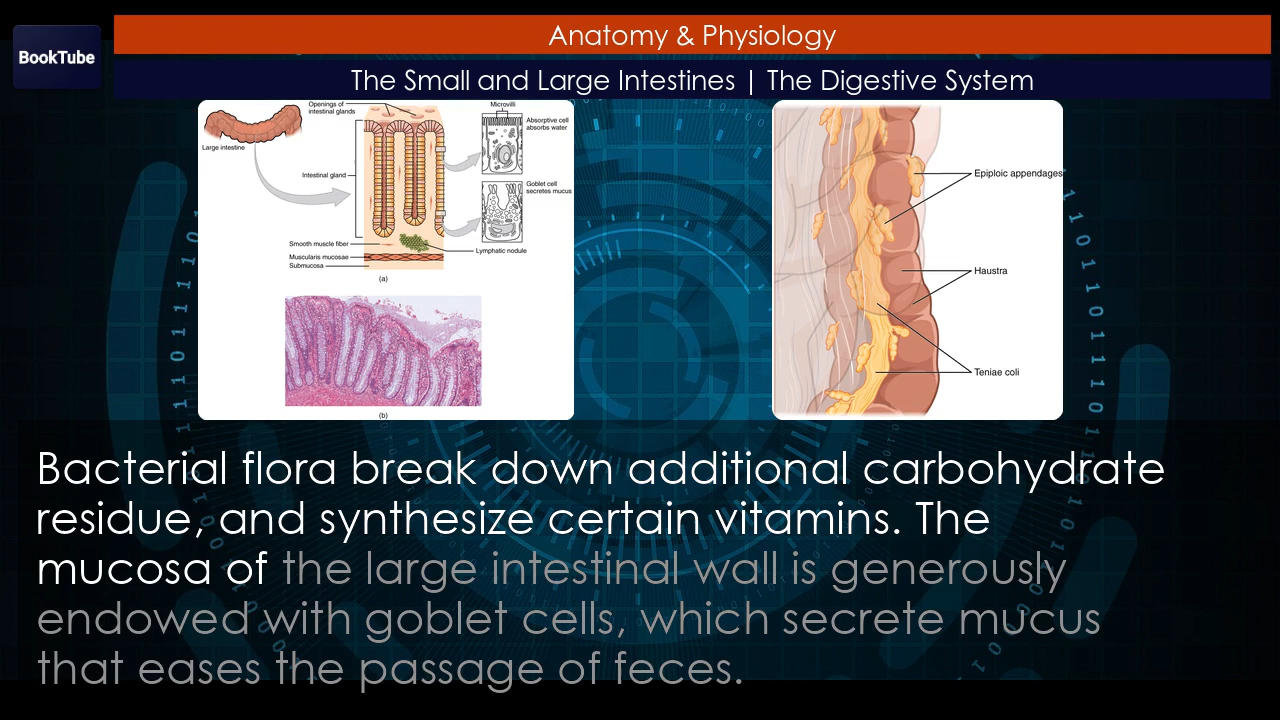 BookTube
Anatomy & Physiology
The Small and Large Intestines | The Digestive System
Openings of
intestinal glands
Large intestine
Intestinal gland
Smooth muscle fiber
Muscularis mucosae
Submucosa
Microvilli
Absorptive cell
absorbs water
Goblet cell
secretes mucus
Lymphatic nodule
(a)
(b)
Epiploic appendages
Haustra
Teniae coli
Bacterial flora break down additional carbohydrate
residue, and synthesize certain vitamins. The
mucosa of the large intestinal wall is generously
endowed with goblet cells, which secrete mucus
that eases the passage of feces.